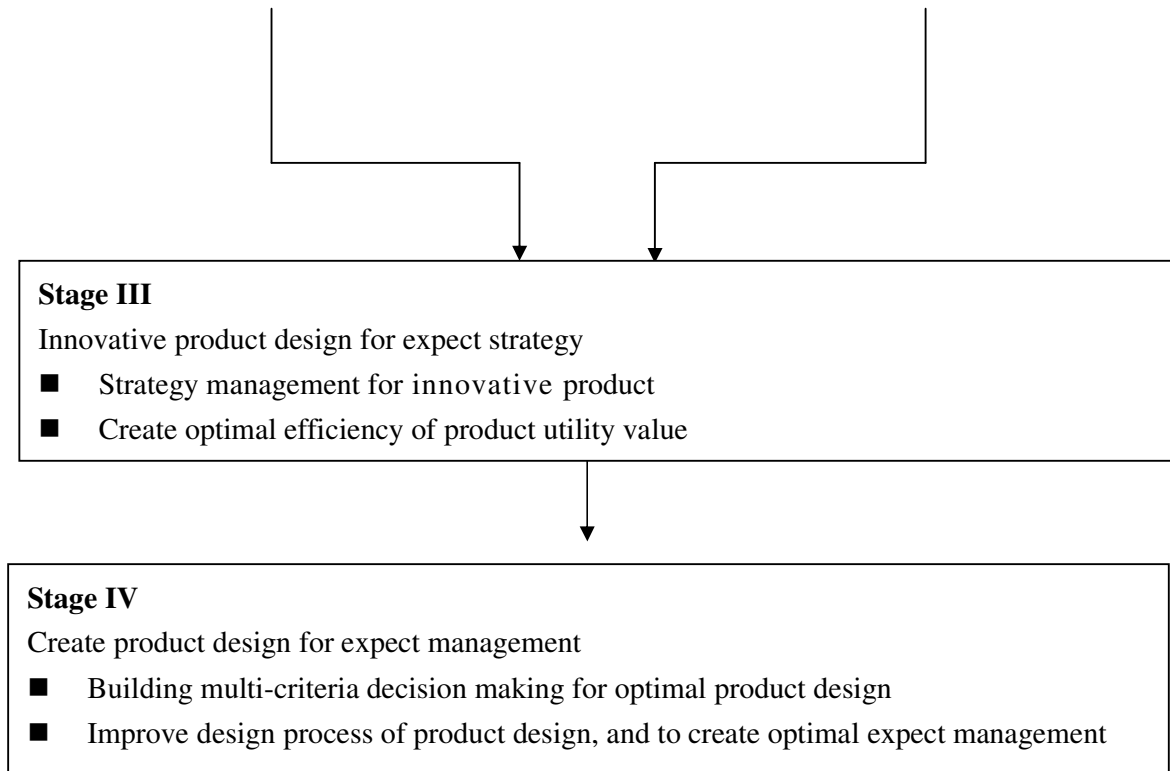 Stage III
Innovative product design for expect strategy
■ Strategy management for innovative product
■ Create optimal efficiency of product utility value
Stage IV
Create product design for expect management
■ Building multi-criteria decision making for optimal product design
■ Improve design process of product design, and to create optimal expect management